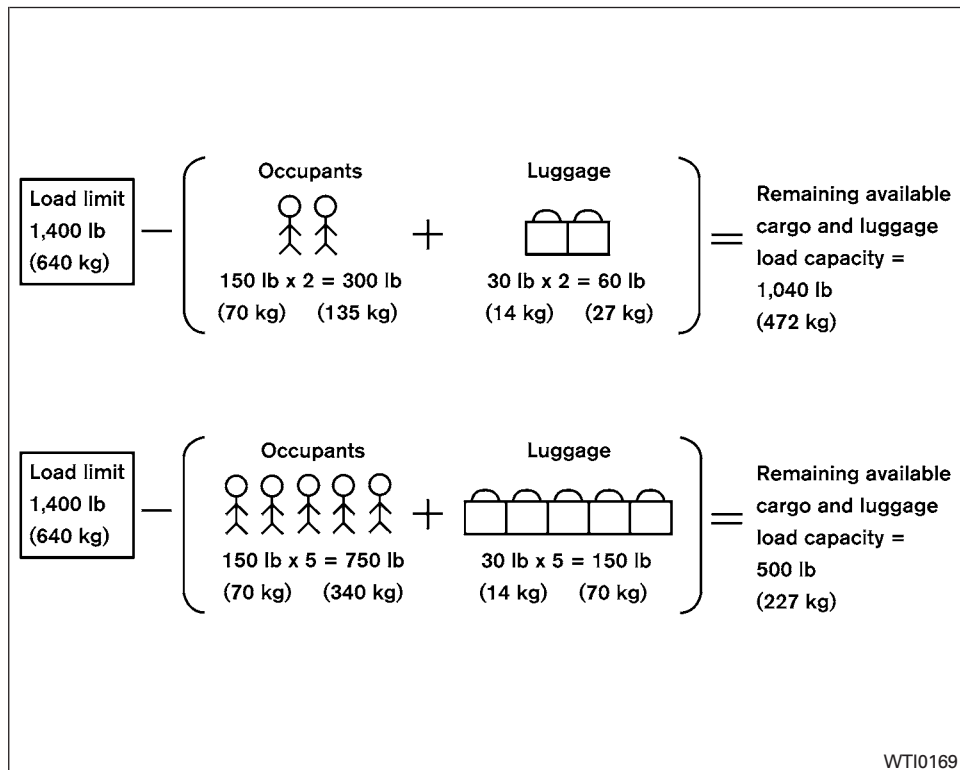 Load limit
1,400 lb
(640 kg)
—
Occupants
150 lb x 2 = 300 lb
(70 kg) (135 kg)
+
Luggage
30 lb x 2 = 60 lb
(14 kg) (27 kg)
=
Remaining available
cargo and luggage
load capacity =
1,040 lb
(472 kg)
Load limit
1,400 lb
(640 kg)
—
Occupants
150 lb x 5 = 750 lb
(70 kg) (340 kg)
+
Luggage
30 lb x 5 = 150 lb
(14 kg) (70 kg)
=
Remaining available
cargo and luggage
load capacity =
500 lb
(227 kg)
WTI0169